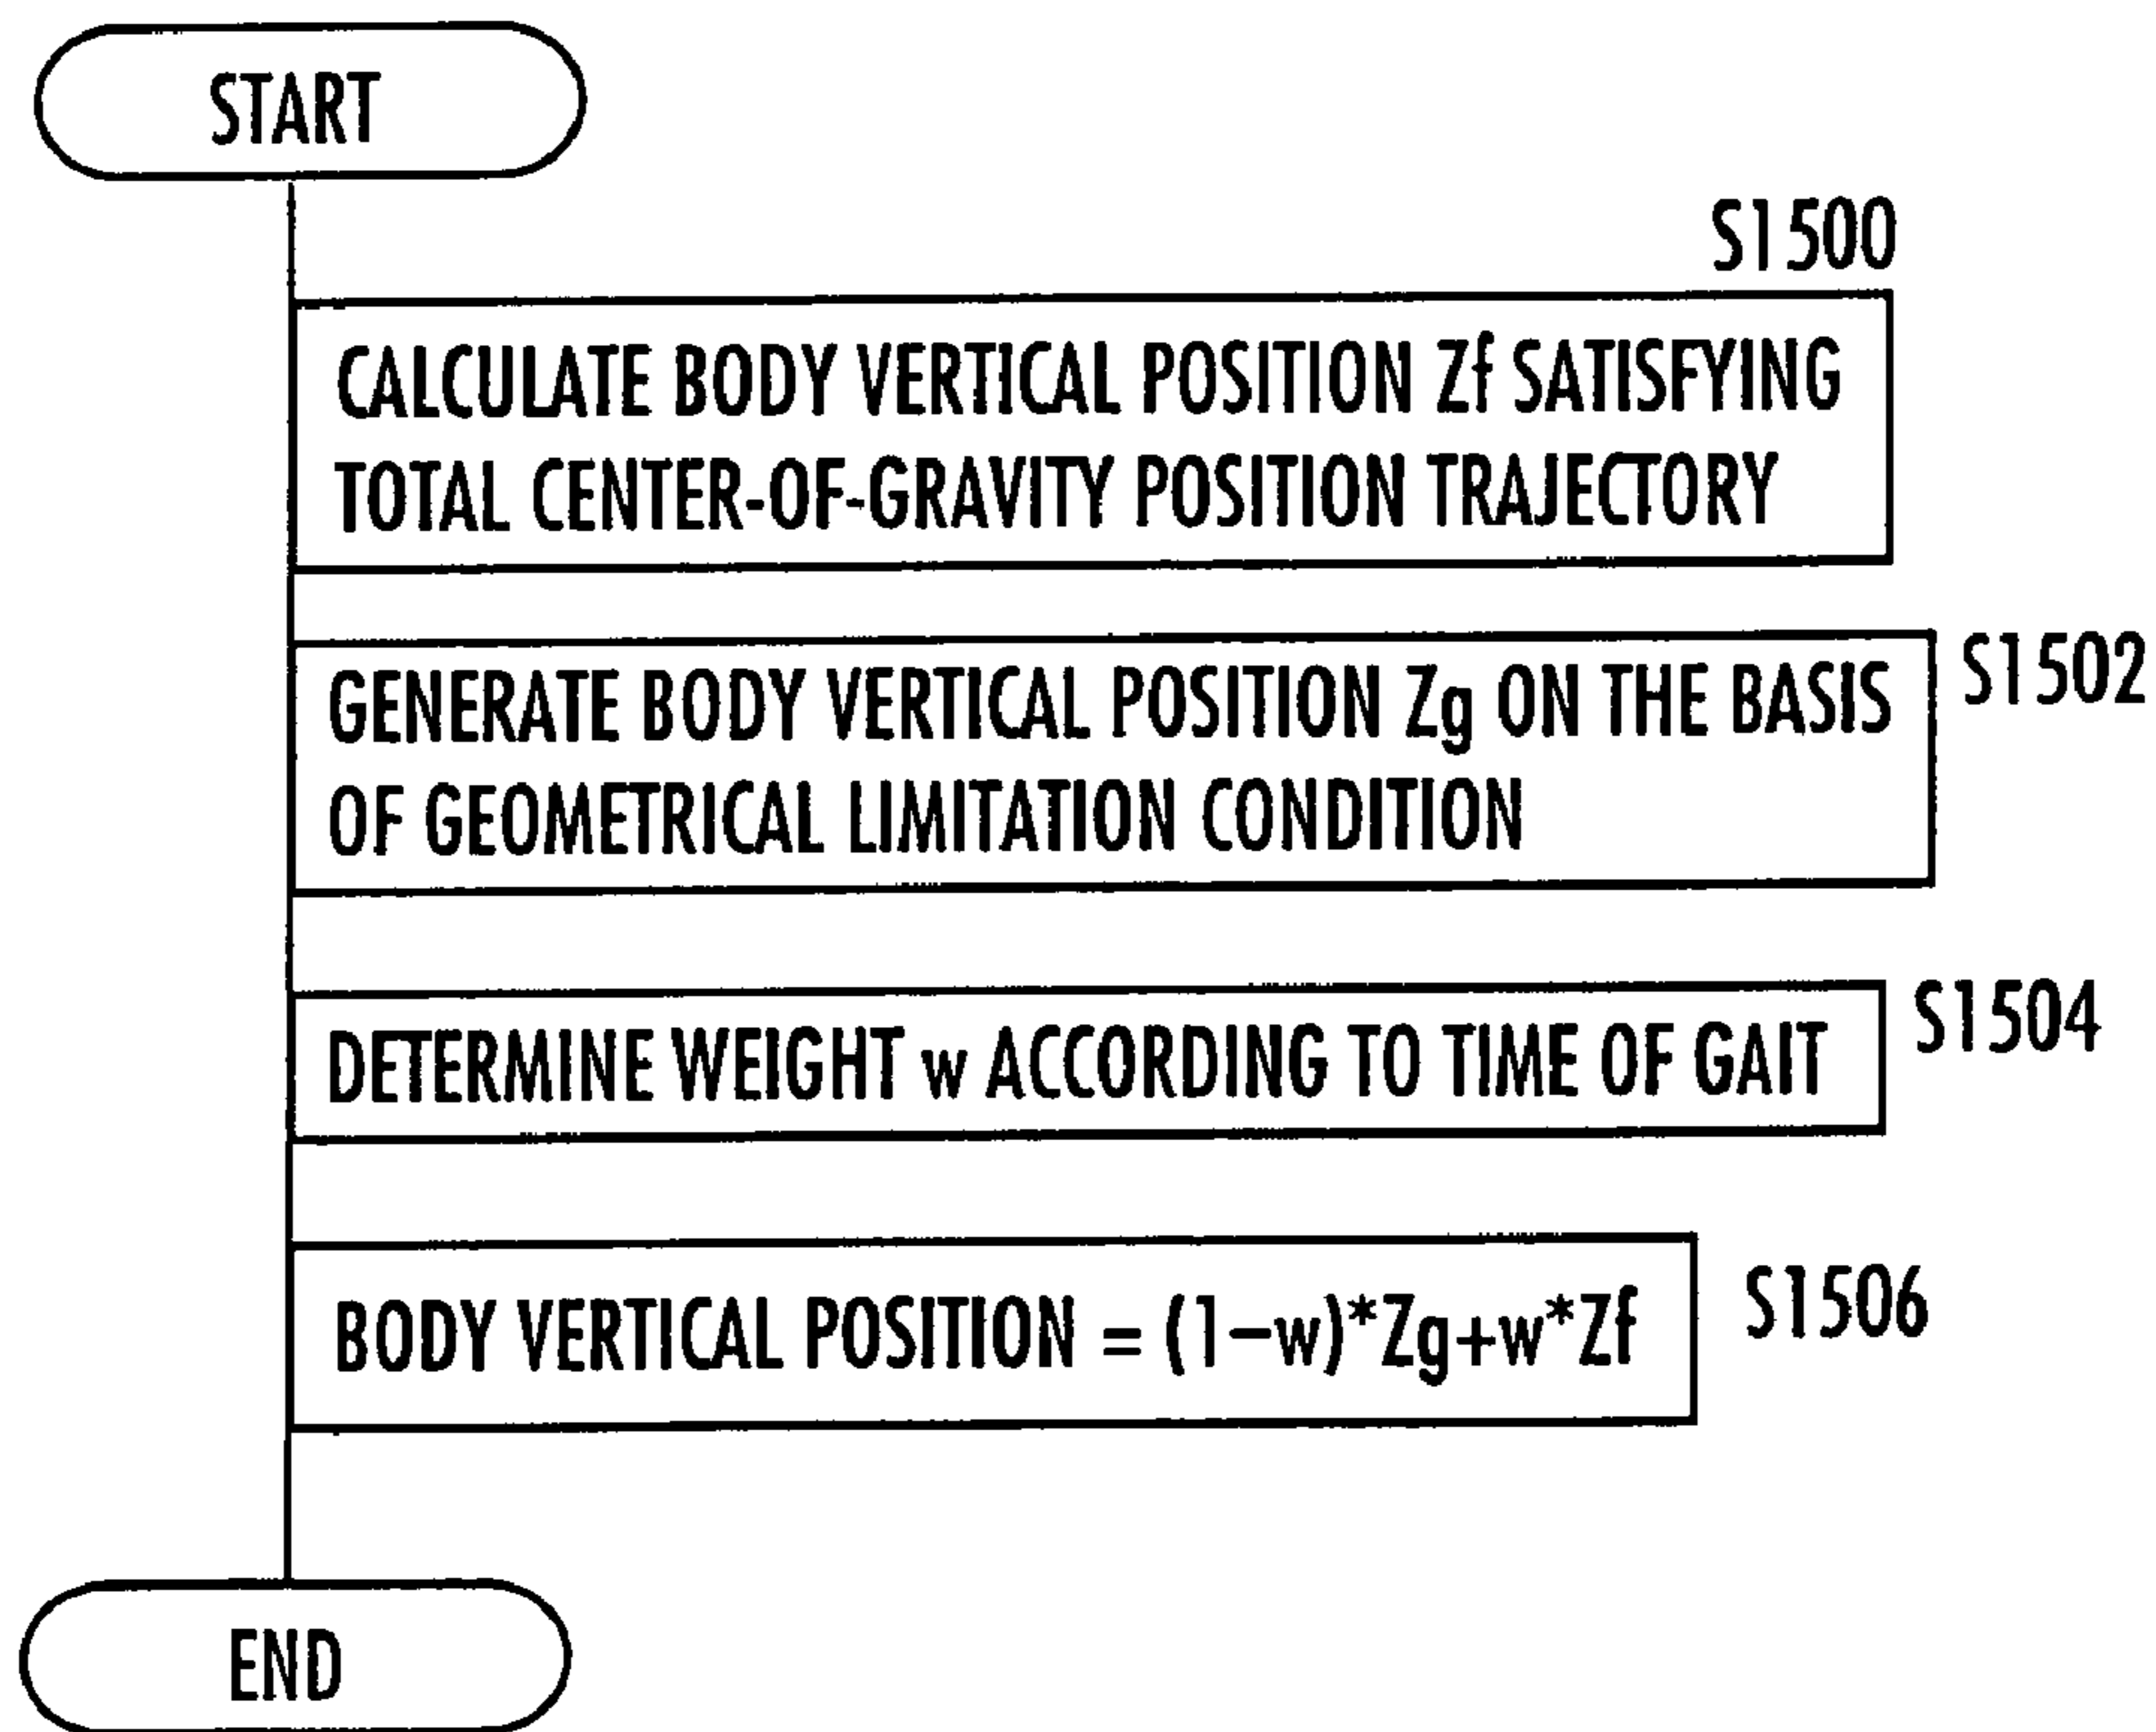 START
S1500
CALCULATE BODY VERTICAL POSITION Zf SATISFYING
TOTAL CENTER-OF-GRAVITY POSITION TRAJECTORY
S1502
GENERATE BODY VERTICAL POSITION Zg ON THE BASIS
OF GEOMETRICAL LIMITATION CONDITION
S1504
DETERMINE WEIGHT w ACCORDING TO TIME OF GAIT
S1506
BODY VERTICAL POSITION = (1-w)*Zg+w*Zf
END